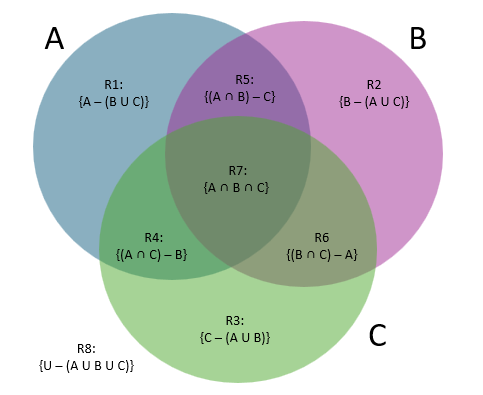 A
B
R1:
{A – (B U C)}
R5:
{(A ∩ B) – C}
R2
{B – (A U C)}
R7:
{A ∩ B ∩ C}
R4:
{(A ∩ C) – B}
R6
{(B ∩ C) – A}
R3:
{C – (A U B)}
C
R8:
{U – (A U B U C)}